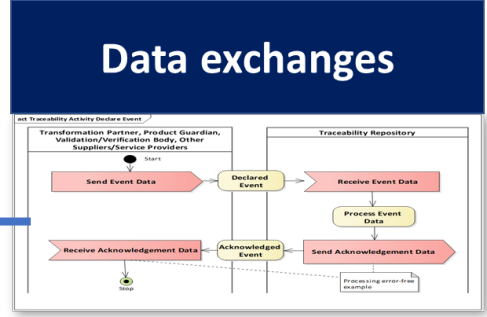 Data exchanges
act Traceability Activity Declare Event
Transformation Partner, Product Guardian,
Validation/Verification Body, Other
Suppliers/Service Providers
Traceability Repository
Start
Send Event Data
Declared
Event
Receive Event Data
Process Event
Data
Receive Acknowledgement Data
Acknowledged
Event
Send Acknowledgement Data
Processing error-free
example
Stop